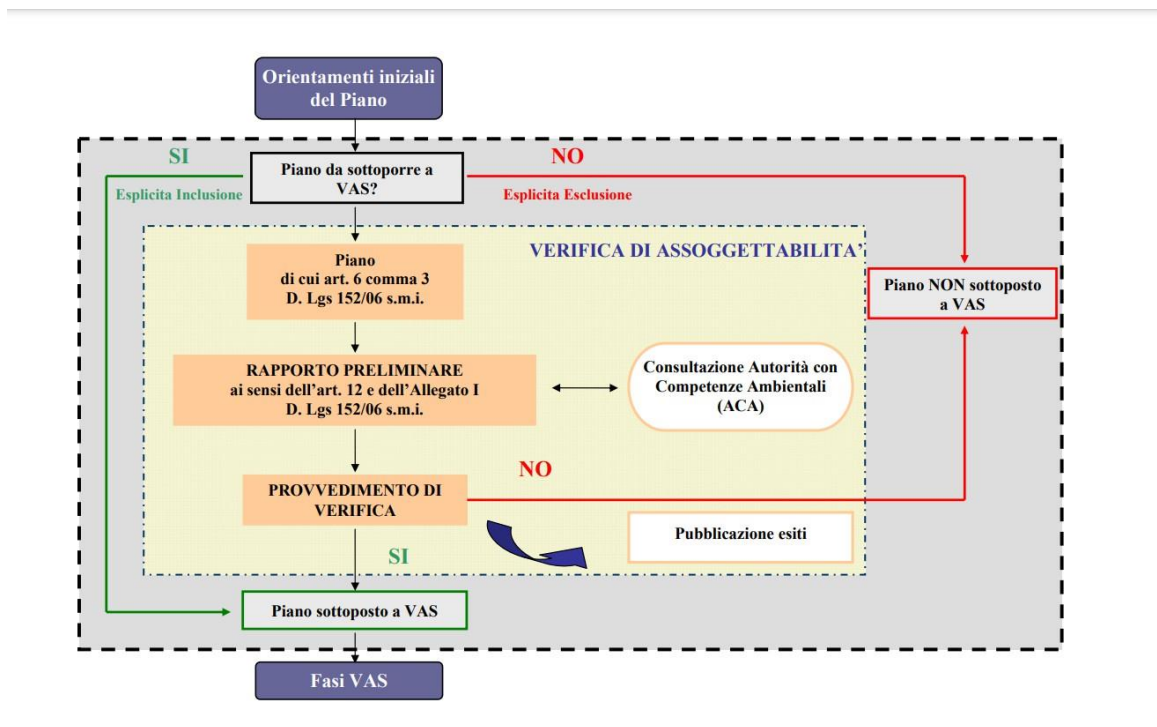 Orientamenti iniziali
del Piano
SI
NO
Piano da sottoporre a
VAS?
Esplicita Inclusione
Esplicita Esclusione
VERIFICA DI ASSOGGETTABILITA’
Piano
di cui art. 6 comma 3
D. Lgs 152/06 s.m.i.
Piano NON sottoposto
a VAS
RAPPORTO PRELIMINARE
ai sensi dell’art. 12 e dell’Allegato I
D. Lgs 152/06 s.m.i.
Consultazione Autorità con
Competenze Ambientali
(ACA)
NO
PROVVEDIMENTO DI
VERIFICA
Pubblicazione esiti
SI
Piano sottoposto a VAS
Fasi VAS